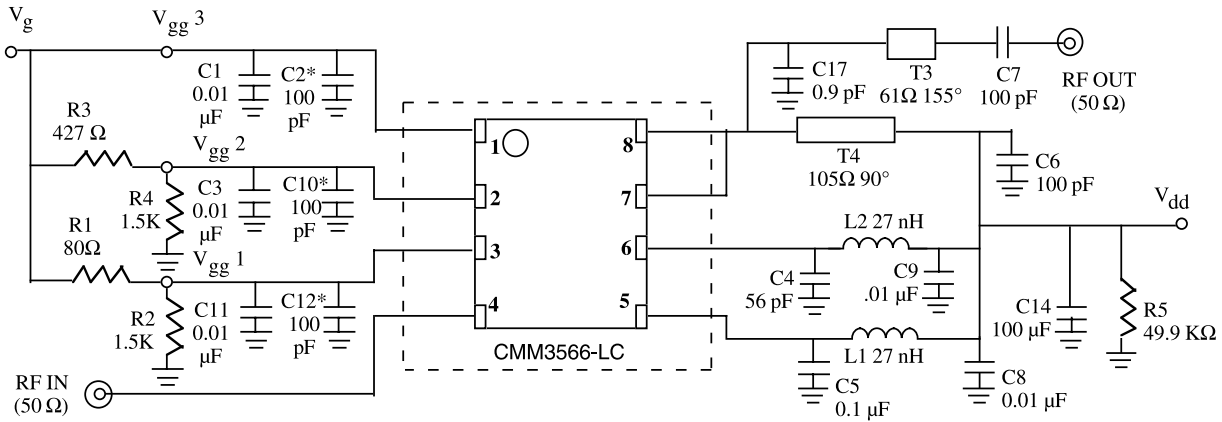 Vg
Vgg 3
C1
0.01
µF
C2*
100
pF
R3
427 Ω
Vgg 2
R4
1.5K
C3
0.01
µF
C10*
100
pF
R1
80Ω
Vgg 1
R2
1.5K
C11
0.01
µF
C12*
100
pF
RF IN
(50 Ω)
1
2
3
4
8
7
6
5
CMM3566-LC
C17
0.9 pF
T3
61Ω 155°
C7
100 pF
RF OUT
(50 Ω)
T4
105Ω 90°
C6
100 pF
Vdd
L2 27 nH
C4
56 pF
C9
.01 µF
L1 27 nH
C5
0.1 µF
C8
0.01 µF
C14
100 µF
R5
49.9 KΩ